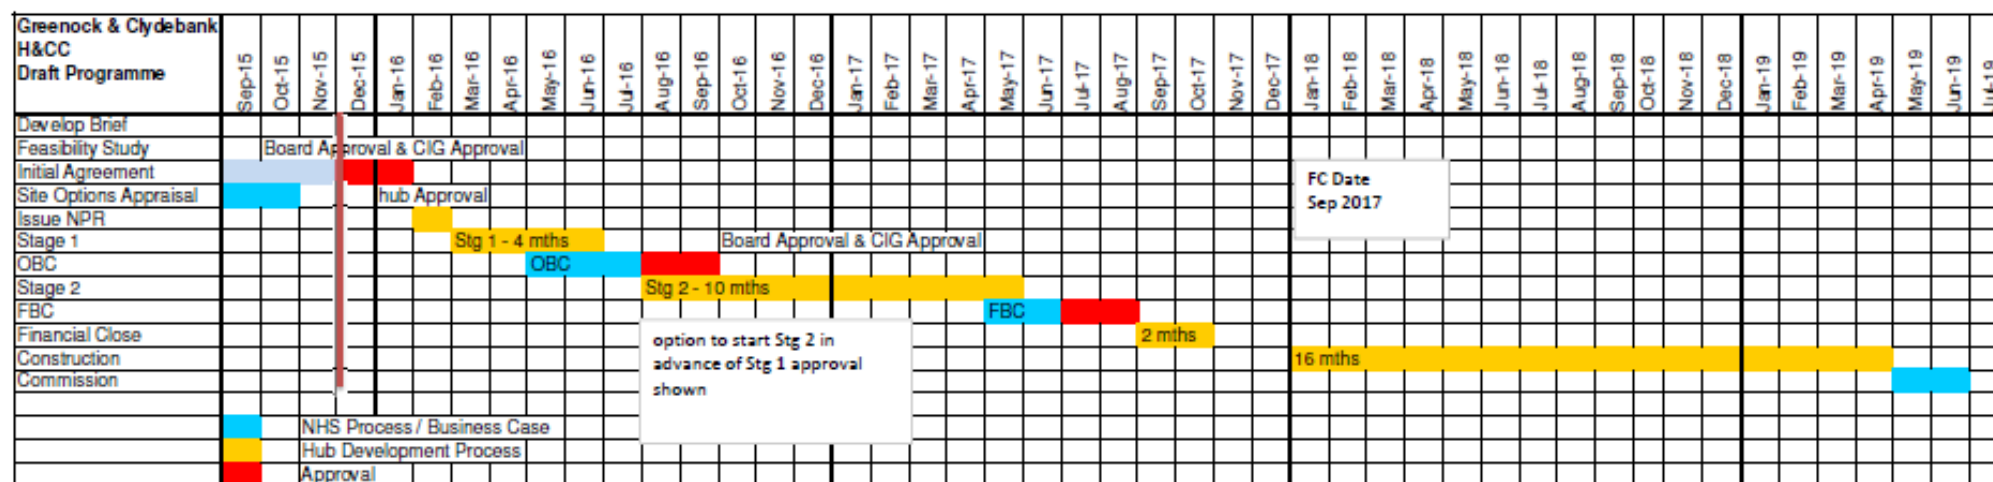 Greenock & Clydebank
H&CC
Draft Programme
Sep-15 Oct-15 Nov-15 Dec-15 Jan-16 Feb-16 Mar-16 Apr-16 May-16 Jun-16 Jul-16 Aug-16 Sep-16 Oct-16 Nov-16 Dec-16 Jan-17 Feb-17 Mar-17 Apr-17 May-17 Jun-17 Jul-17 Aug-17 Sep-17 Oct-17 Nov-17 Dec-17 Jan-18 Feb-18 Mar-18 Apr-18 May-18 Jun-18 Jul-18 Aug-18 Sep-18 Oct-18 Nov-18 Dec-18 Jan-19 Feb-19 Mar-19 Apr-19 May-19 Jun-19 Jul-19
Develop Brief
Feasibility Study Board Approval & CIG Approval
Initial Agreement
Site Options Appraisal hub Approval
Issue NPR
Stage 1 Stg 1 - 4 mths Board Approval & CIG Approval
OBC OBC
Stage 2 Stg 2 - 10 mths
FBC FBC
Financial Close 2 mths
Construction 16 mths
Commission
FC Date
Sep 2017
option to start Stg 2 in
advance of Stg 1 approval
shown
NHS Process / Business Case
Hub Development Process
Approval